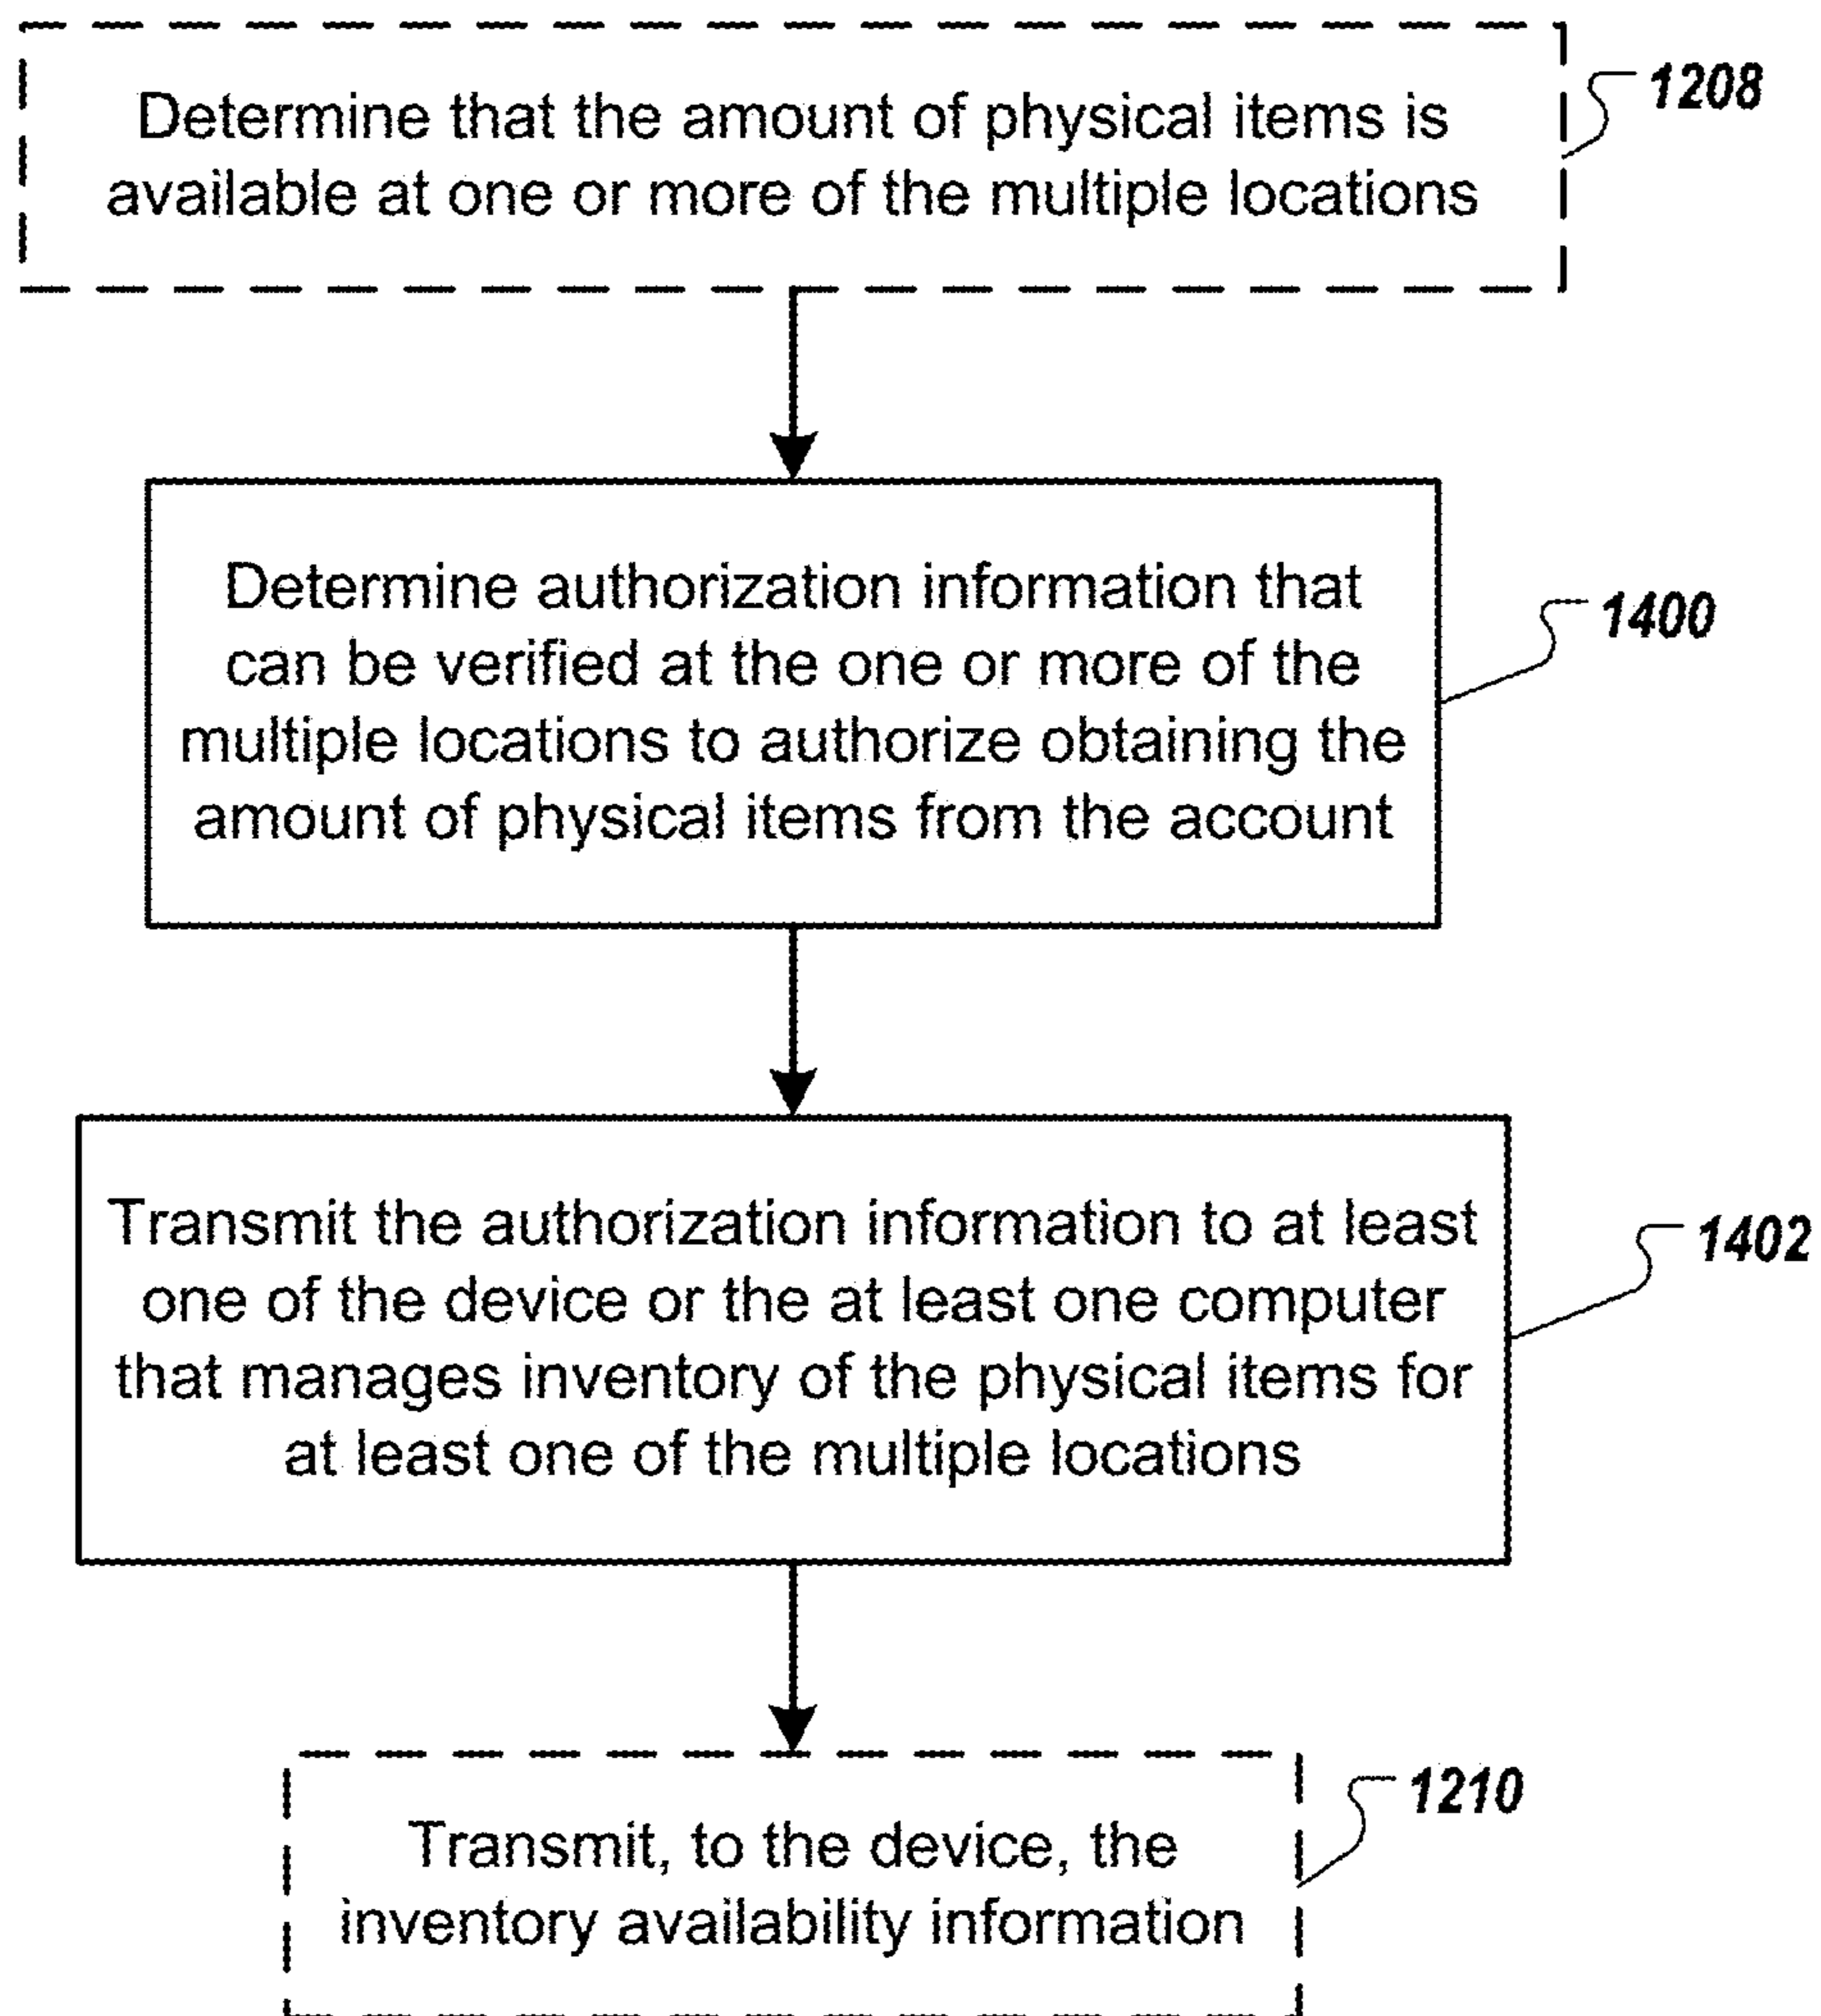 Determine that the amount of physical items is
available at one or more of the multiple locations
1208
Determine authorization information that
can be verified at the one or more of the
multiple locations to authorize obtaining the
amount of physical items from the account
1400
Transmit the authorization information to at least
one of the device or the at least one computer
that manages inventory of the physical items for
at least one of the multiple locations
1402
Transmit, to the device, the
inventory availability information
1210